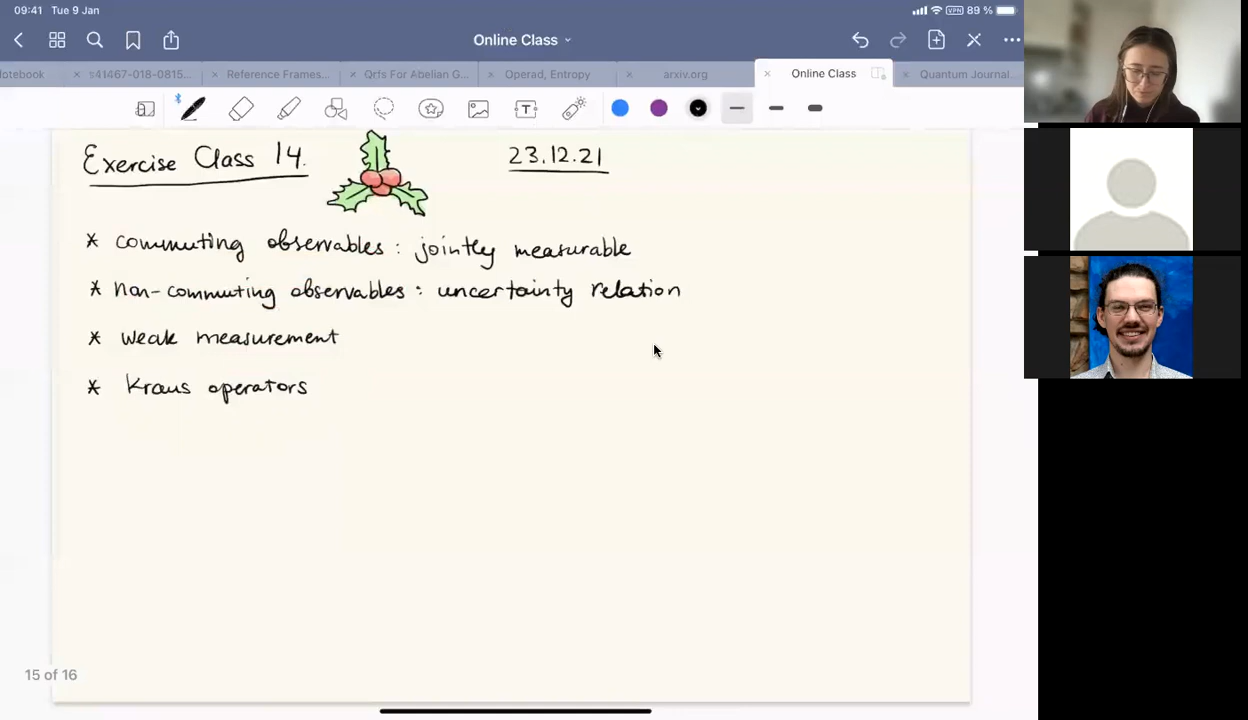 09:41 Tue 9 Jan
VPN 89 %
Online Class
lotebook
s41467-018-0815...
Reference Frames...
Qrfs For Abelian G...
Operad, Entropy
arxiv.org
Online Class
Quantum Journal...
Exercise Class 14.
23.12.21
* commuting observables : jointly measurable
* non-commuting observables : uncertainty relation
* weak measurement
* Kraus operators
15 of 16